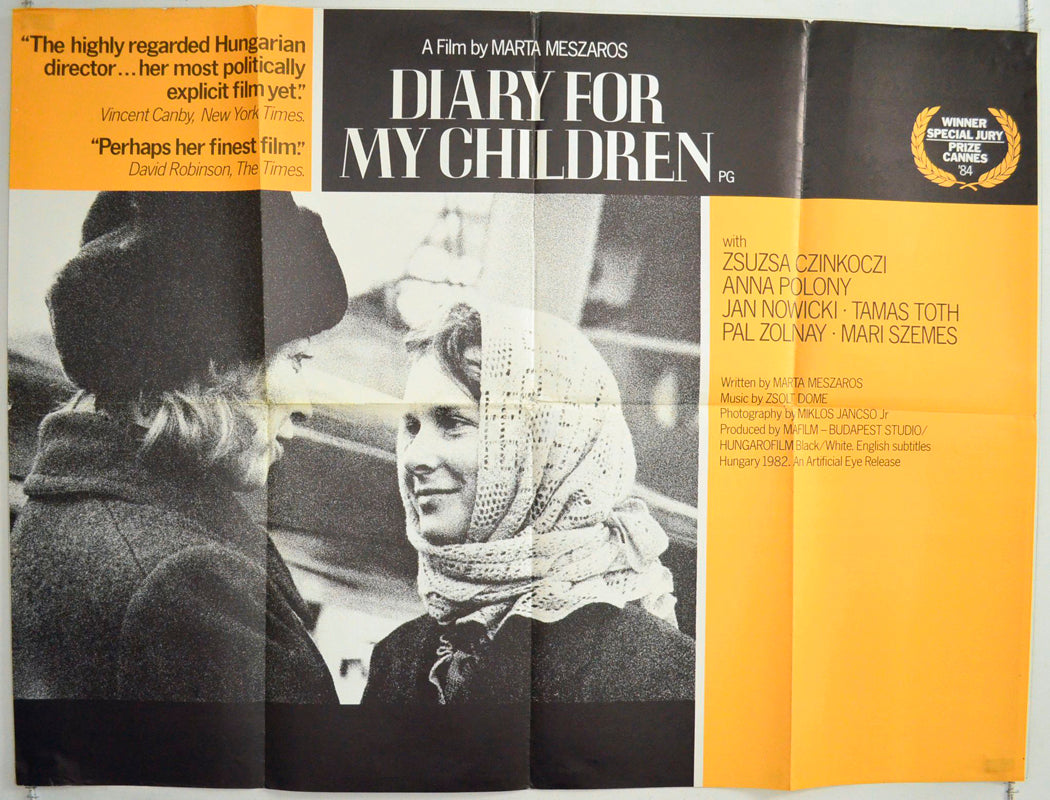 “The highly regarded Hungarian
director...her most politically
explicit film yet.”
Vincent Canby, New York Times.
“Perhaps her finest film.”
David Robinson, The Times.
A Film by MARTA MESZAROS
DIARY FOR
MY CHILDREN PG
WINNER
SPECIAL JURY
PRIZE
CANNES
'84
with
ZSUZSA CZINKOCZI
ANNA POLONY
JAN NOWICKI · TAMAS TOTH
PAL ZOLNAY · MARI SZEMES
Written by MARTA MESZAROS
Music by ZSOLT DOME
Photography by MIKLOS JANCSO Jr
Produced by MAFILM – BUDAPEST STUDIO/
HUNGAROFILM Black/White. English subtitles
Hungary 1982. An Artificial Eye Release